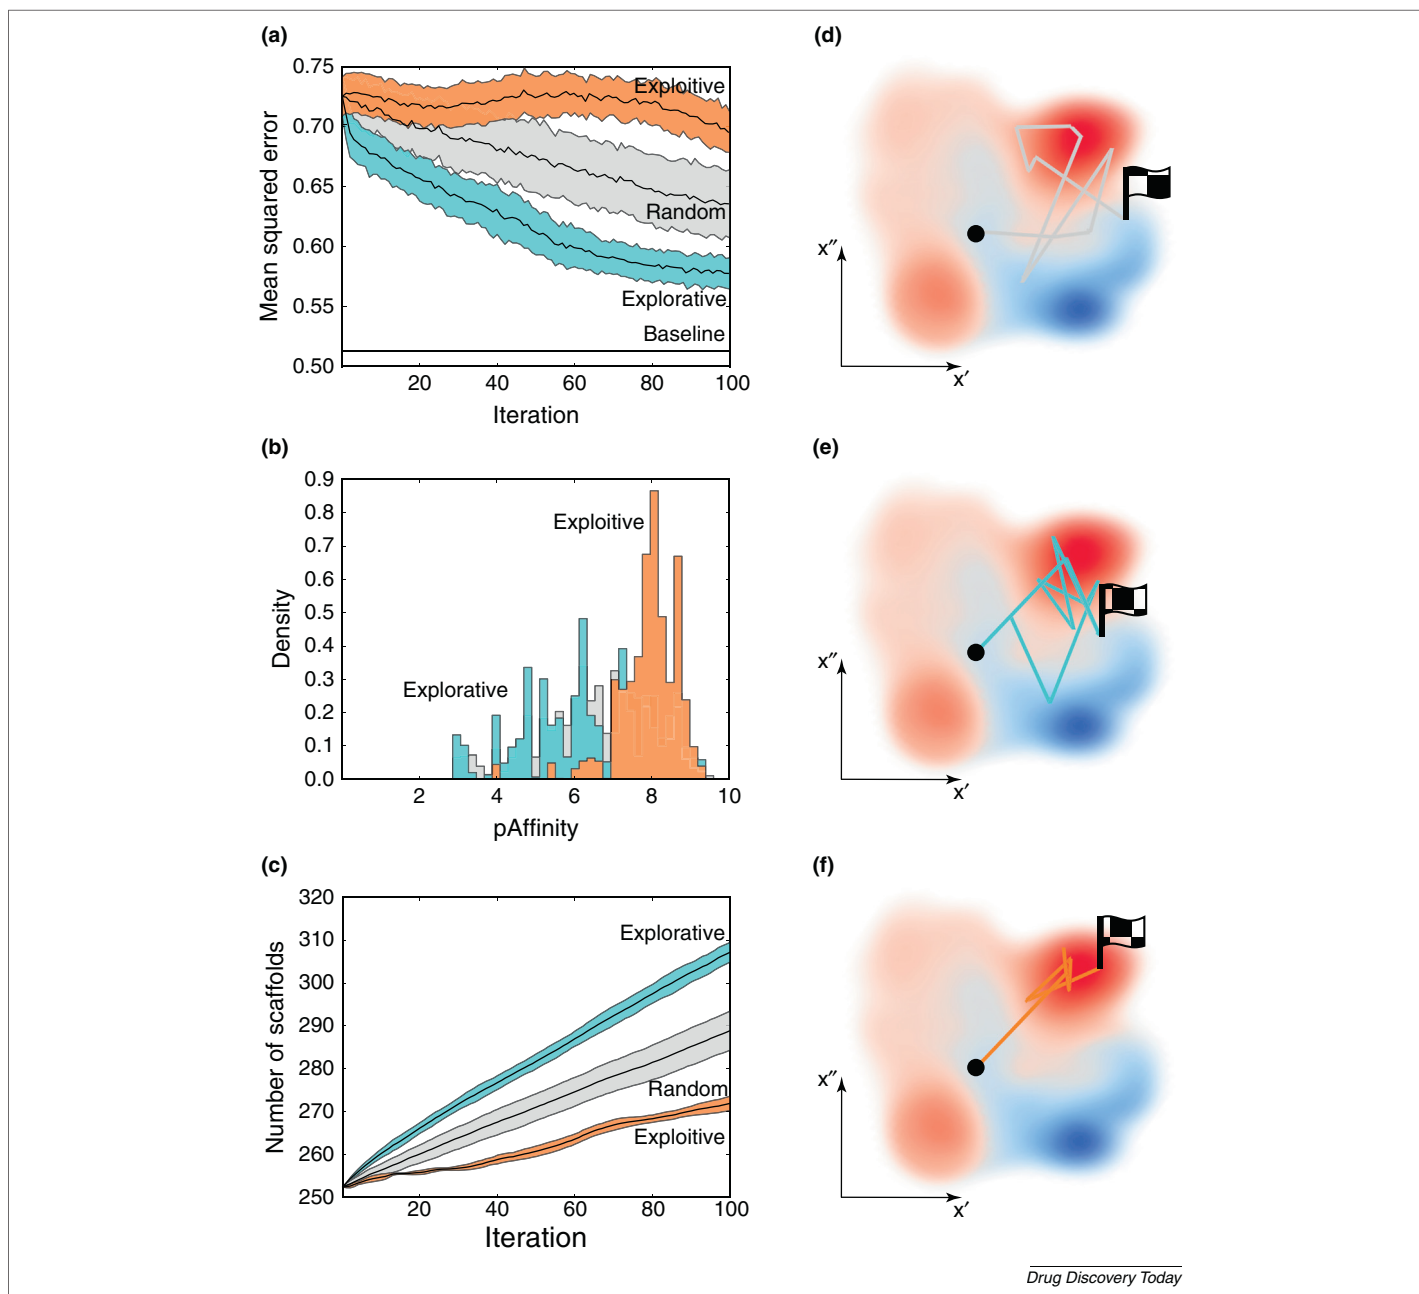 (a)
0.75
0.70
0.65
0.60
0.55
0.50
Mean squared error
Exploitive
Random
Explorative
Baseline
20
40
60
80
100
Iteration
(b)
0.9
0.8
0.7
0.6
0.5
0.4
0.3
0.2
0.1
0.0
Density
Exploitive
Explorative
2
4
6
8
10
pAffinity
(c)
320
310
300
290
280
270
260
250
Number of scaffolds
Explorative
Random
Exploitive
20
40
60
80
100
Iteration
(d)
x″
x′
(e)
x″
x′
(f)
x″
x′
Drug Discovery Today